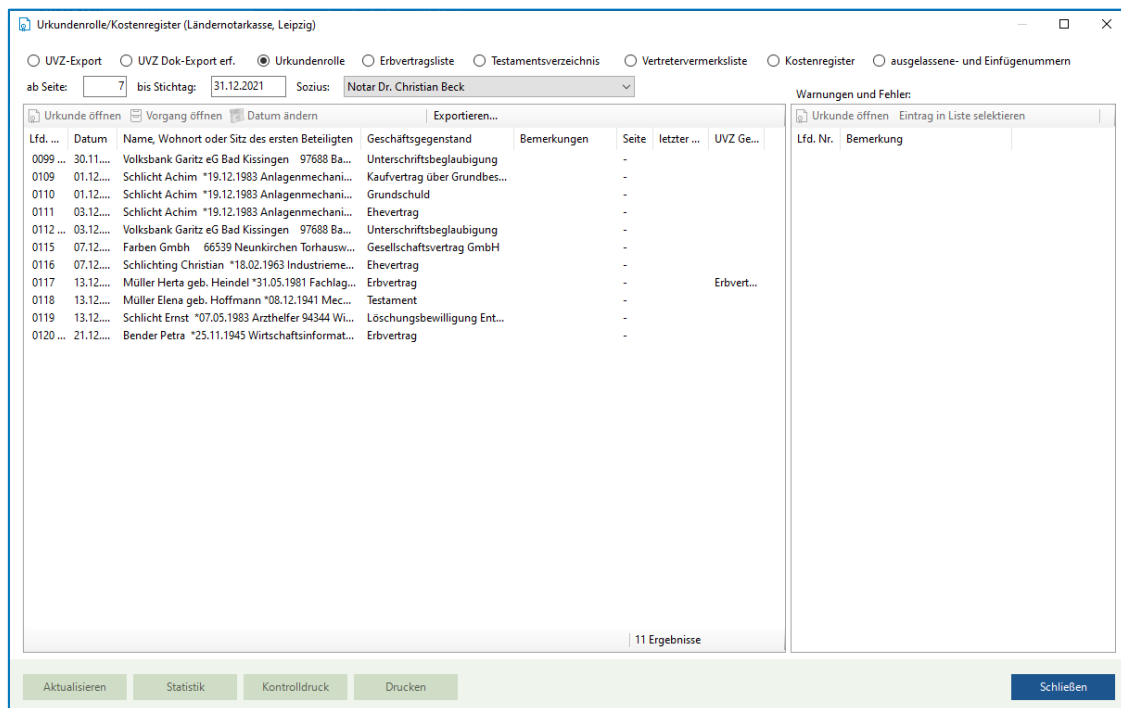 Urkundenrolle/Kostenregister (Ländernotarkasse, Leipzig)
UVZ-Export UVZ Dok-Export erf. Urkundenrolle Erbvertragsliste Testamentsverzeichnis Vertretervermerksliste Kostenregister ausgelassene- und Einfügenummern
ab Seite: 7 bis Stichtag: 31.12.2021 Sozius: Notar Dr. Christian Beck
Warnungen und Fehler:
Urkunde öffnen Vorgang öffnen Datum ändern Exportieren... Urkunde öffnen Eintrag in Liste selektieren
Lfd. ... Datum Name, Wohnort oder Sitz des ersten Beteiligten Geschäftsgegenstand Bemerkungen Seite letzter ... UVZ Ge... Lfd. Nr. Bemerkung
0099 ... 30.11.... Volksbank Garitz eG Bad Kissingen 97688 Ba... Unterschriftsbeglaubigung -
0109 01.12.... Schlicht Achim *19.12.1983 Anlagenmechani... Kaufvertrag über Grundbes... -
0110 01.12.... Schlicht Achim *19.12.1983 Anlagenmechani... Grundschuld -
0111 03.12.... Schlicht Achim *19.12.1983 Anlagenmechani... Ehevertrag -
0112 ... 03.12.... Volksbank Garitz eG Bad Kissingen 97688 Ba... Unterschriftsbeglaubigung -
0115 07.12.... Farben Gmbh 66539 Neunkirchen Torhausw... Gesellschaftsvertrag GmbH -
0116 07.12.... Schlichting Christian *18.02.1963 Industrieme... Ehevertrag -
0117 13.12.... Müller Herta geb. Heindel *31.05.1981 Fachlag... Erbvertrag - Erbvert...
0118 13.12.... Müller Elena geb. Hoffmann *08.12.1941 Mec... Testament -
0119 13.12.... Schlicht Ernst *07.05.1983 Arzthelfer 94344 Wi... Löschungsbewilligung Ent... -
0120 ... 21.12.... Bender Petra *25.11.1945 Wirtschaftsinformat... Erbvertrag -
11 Ergebnisse
Aktualisieren Statistik Kontrolldruck Drucken Schließen